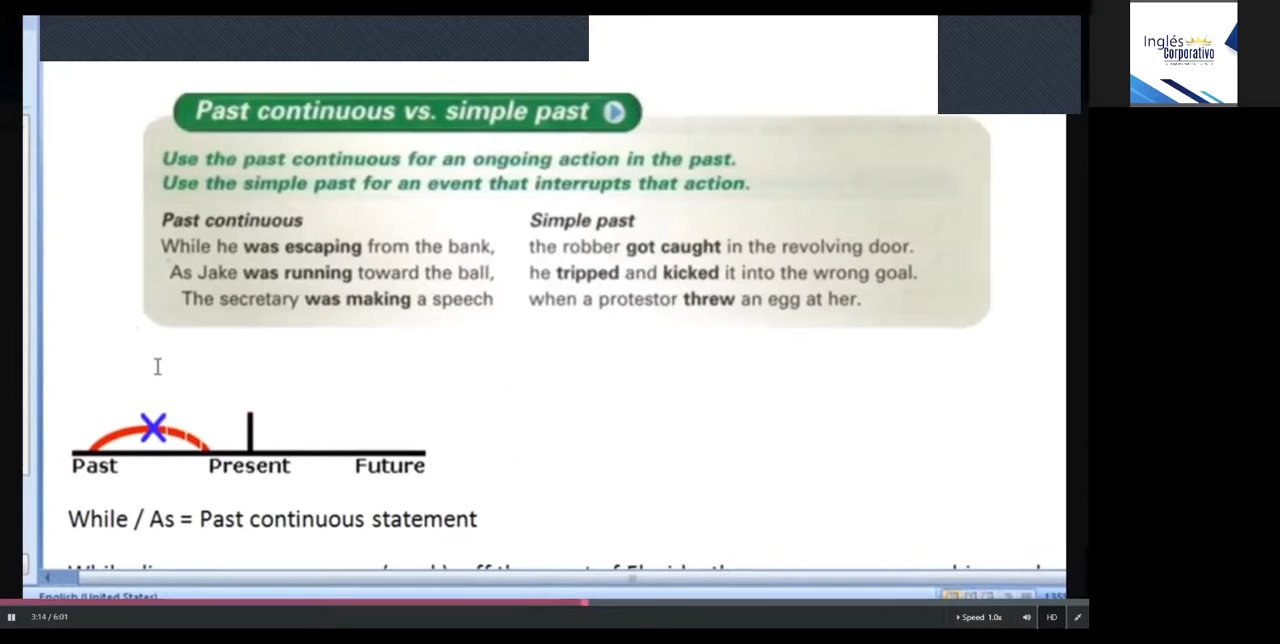 Inglés
Corporativo
Past continuous vs. simple past
Use the past continuous for an ongoing action in the past.
Use the simple past for an event that interrupts that action.
Past continuous Simple past
While he was escaping from the bank, the robber got caught in the revolving door.
As Jake was running toward the ball, he tripped and kicked it into the wrong goal.
The secretary was making a speech when a protestor threw an egg at her.
Past Present Future
While / As = Past continuous statement
English (United States)
3:14 / 6:01 Speed 1.0x HD